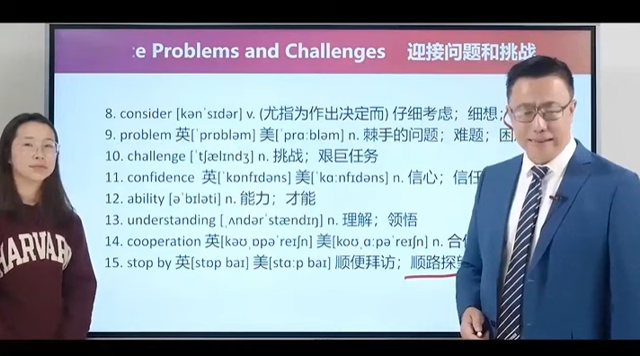 e Problems and Challenges 迎接问题和挑战
8. consider [kənˈsɪdər] v. (尤指为作出决定而) 仔细考虑；细想；
9. problem 英[ˈprɒbləm] 美[ˈprɑːbləm] n. 棘手的问题；难题；困
10. challenge [ˈtʃælɪndʒ] n. 挑战；艰巨任务
11. confidence 英[ˈkɒnfɪdəns] 美[ˈkɑːnfɪdəns] n. 信心；信任
12. ability [əˈbɪləti] n. 能力；才能
13. understanding [ˌʌndərˈstændɪŋ] n. 理解；领悟
14. cooperation 英[kəʊˌɒpəˈreɪʃn] 美[koʊˌɑːpəˈreɪʃn] n. 合
15. stop by 英[stɒp baɪ] 美[stɑːp baɪ] 顺便拜访；顺路探
HARVARD